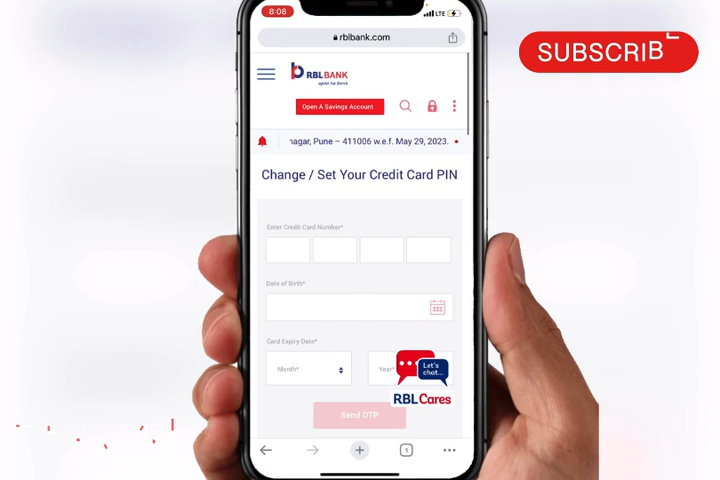 8:08
LTE
rblbank.com
SUBSCRIB
RBLBANK
apno ka bank
Open A Savings Account
nagar, Pune – 411006 w.e.f. May 29, 2023.
Change / Set Your Credit Card PIN
Enter Credit Card Number*
Date of Birth*
Card Expiry Date*
Month*
Year*
Let's
chat...
RBL Cares
Send OTP
1